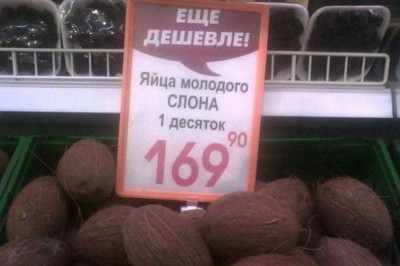 ЕЩЕ
ДЕШЕВЛЕ!
Яйца молодого
СЛОНА
1 десяток
169 90